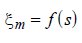 ξₘ = f(s)